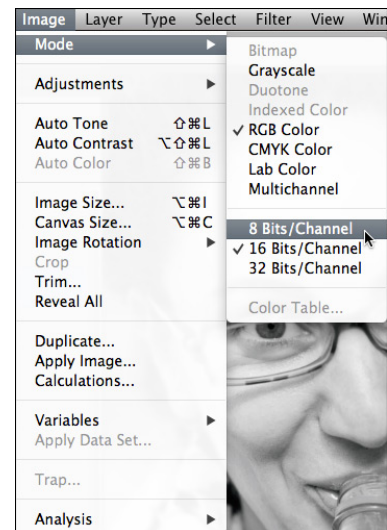 Image Layer Type Select Filter View Win
Mode
Adjustments
Auto Tone ⇧⌘L
Auto Contrast ⌥⇧⌘L
Auto Color ⇧⌘B
Image Size... ⌥⌘I
Canvas Size... ⌥⌘C
Image Rotation
Crop
Trim...
Reveal All
Duplicate...
Apply Image...
Calculations...
Variables
Apply Data Set...
Trap...
Analysis
Bitmap
Grayscale
Duotone
Indexed Color
✓ RGB Color
CMYK Color
Lab Color
Multichannel
8 Bits/Channel
✓ 16 Bits/Channel
32 Bits/Channel
Color Table...